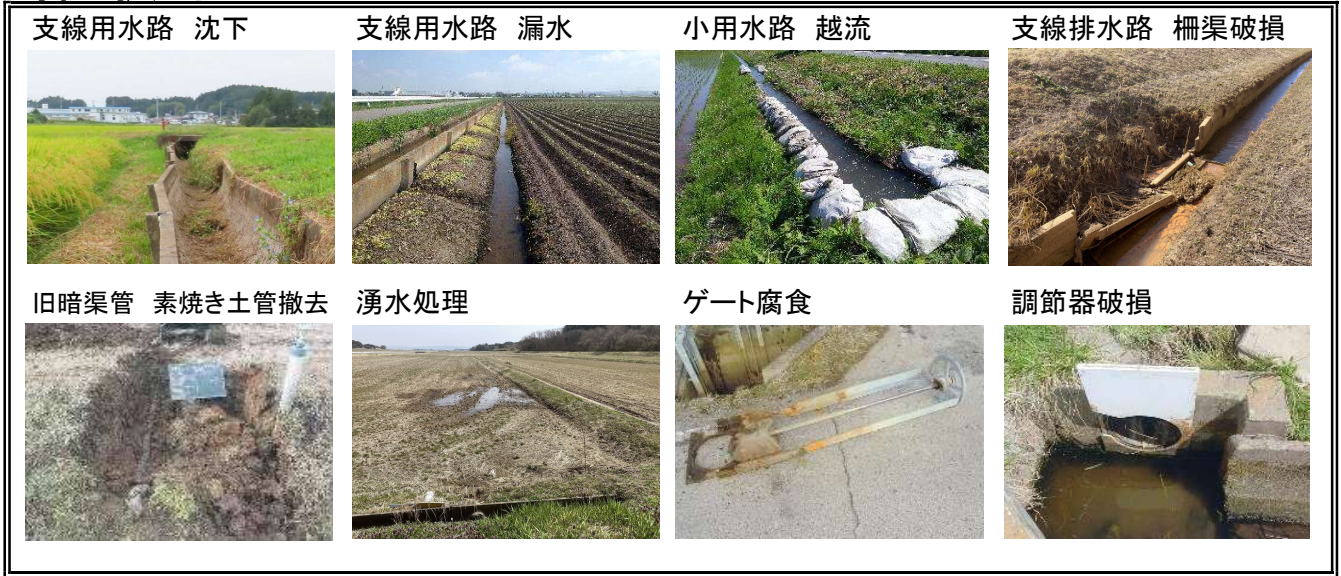 支線用水路 沈下
支線用水路 漏水
小用水路 越流
支線排水路 柵渠破損
旧暗渠管 素焼き土管撤去
湧水処理
ゲート腐食
調節器破損